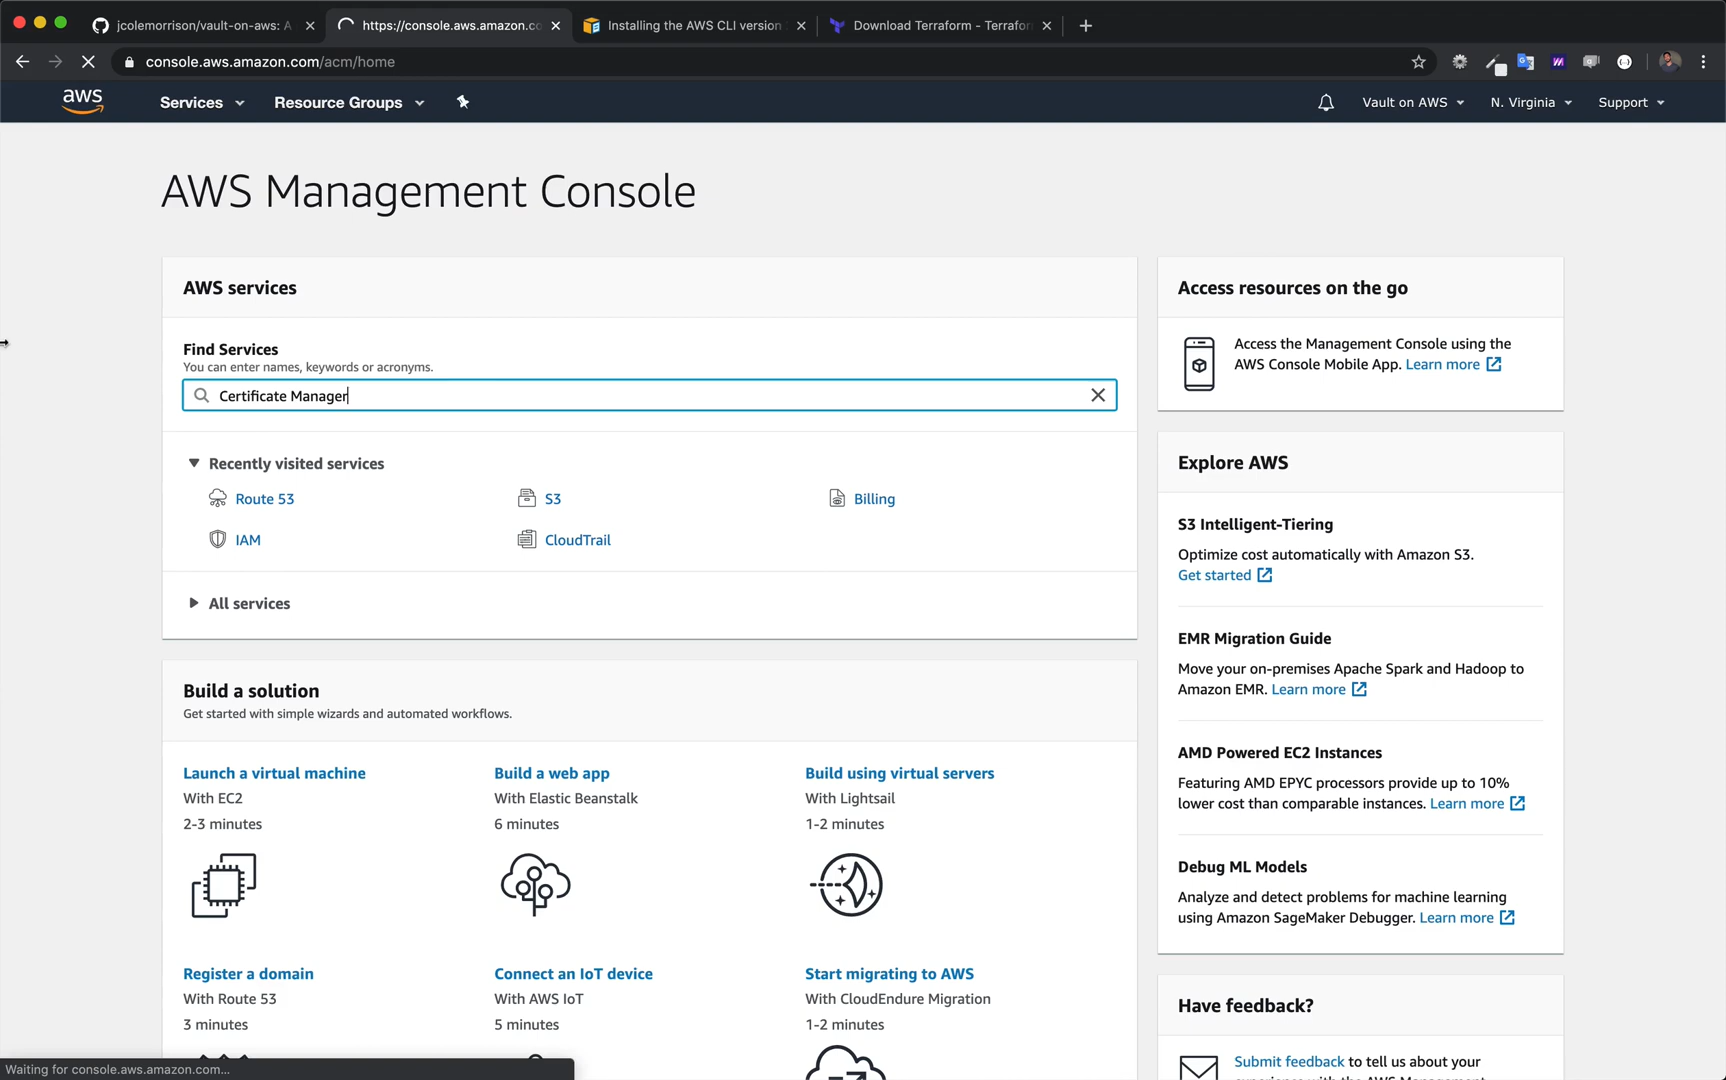 jcolemorrison/vault-on-aws: A
https://console.aws.amazon.co
Installing the AWS CLI version
Download Terraform - Terrafor
console.aws.amazon.com/acm/home
aws
Services
Resource Groups
Vault on AWS
N. Virginia
Support
AWS Management Console
AWS services
Find Services
You can enter names, keywords or acronyms.
Certificate Manager
Recently visited services
Route 53
S3
Billing
IAM
CloudTrail
All services
Build a solution
Get started with simple wizards and automated workflows.
Launch a virtual machine
With EC2
2-3 minutes
Build a web app
With Elastic Beanstalk
6 minutes
Build using virtual servers
With Lightsail
1-2 minutes
Register a domain
With Route 53
3 minutes
Connect an IoT device
With AWS IoT
5 minutes
Start migrating to AWS
With CloudEndure Migration
1-2 minutes
Access resources on the go
Access the Management Console using the
AWS Console Mobile App. Learn more
Explore AWS
S3 Intelligent-Tiering
Optimize cost automatically with Amazon S3.
Get started
EMR Migration Guide
Move your on-premises Apache Spark and Hadoop to
Amazon EMR. Learn more
AMD Powered EC2 Instances
Featuring AMD EPYC processors provide up to 10%
lower cost than comparable instances. Learn more
Debug ML Models
Analyze and detect problems for machine learning
using Amazon SageMaker Debugger. Learn more
Have feedback?
Submit feedback to tell us about your
Waiting for console.aws.amazon.com...